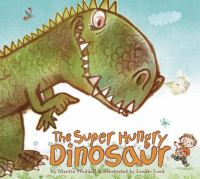 The Super Hungry
Dinosaur
by Martin Waddell & illustrated by Leonie Lord